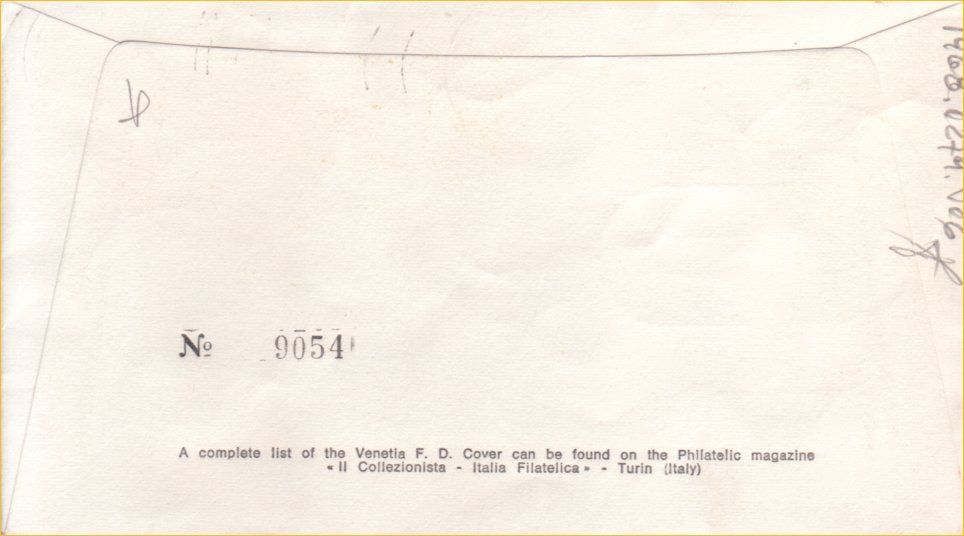 Nº 9054
A complete list of the Venetia F. D. Cover can be found on the Philatelic magazine
« Il Collezionista - Italia Filatelica » - Turin (Italy)